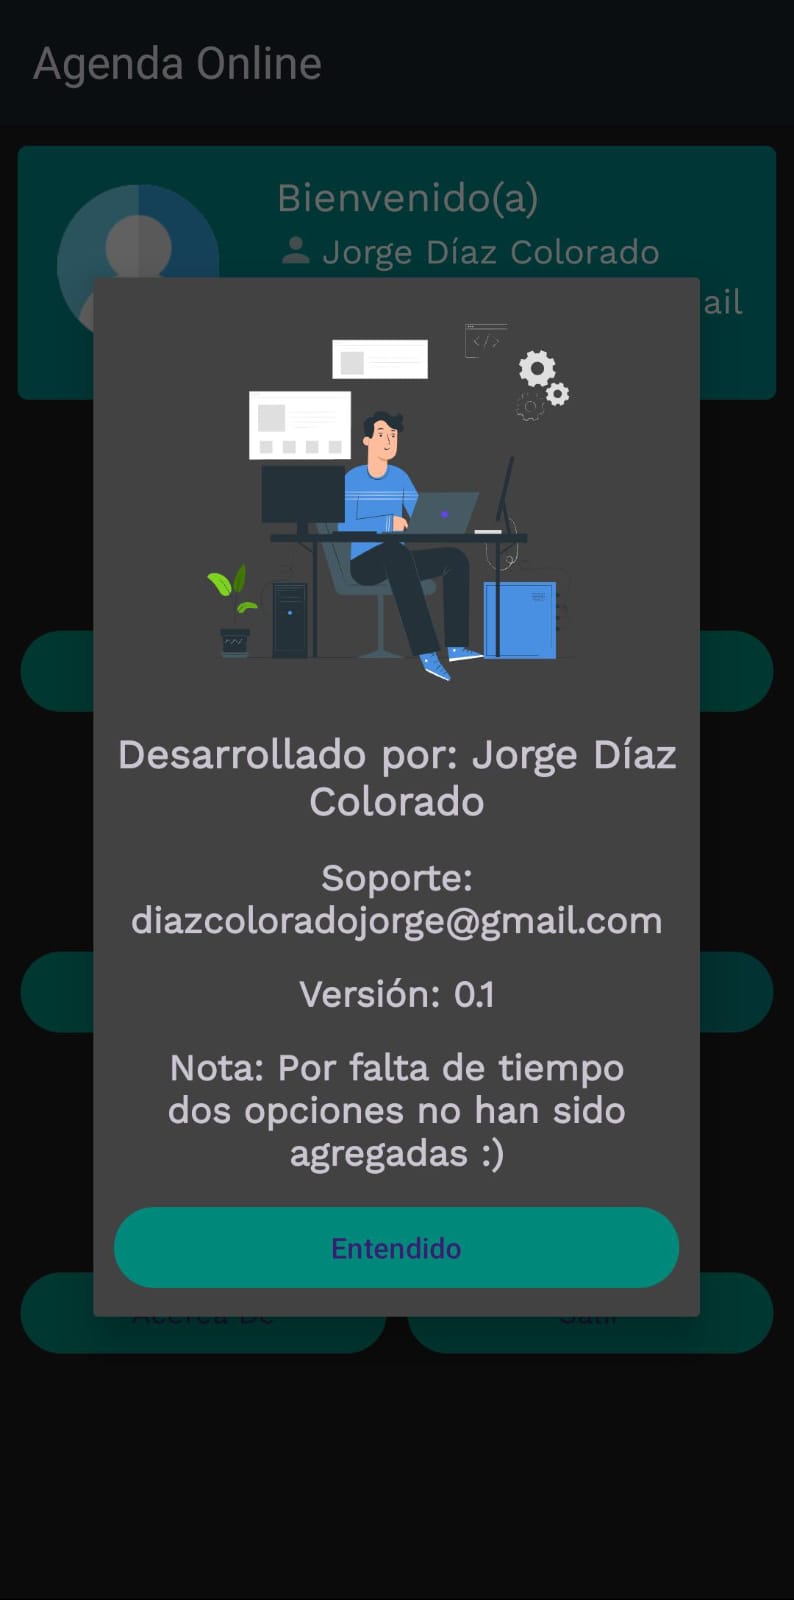 Agenda Online
Bienvenido(a)
Jorge Díaz Colorado
ail
Desarrollado por: Jorge Díaz
Colorado
Soporte:
diazcoloradojorge@gmail.com
Versión: 0.1
Nota: Por falta de tiempo
dos opciones no han sido
agregadas :)
Entendido
Acerca De
Salir